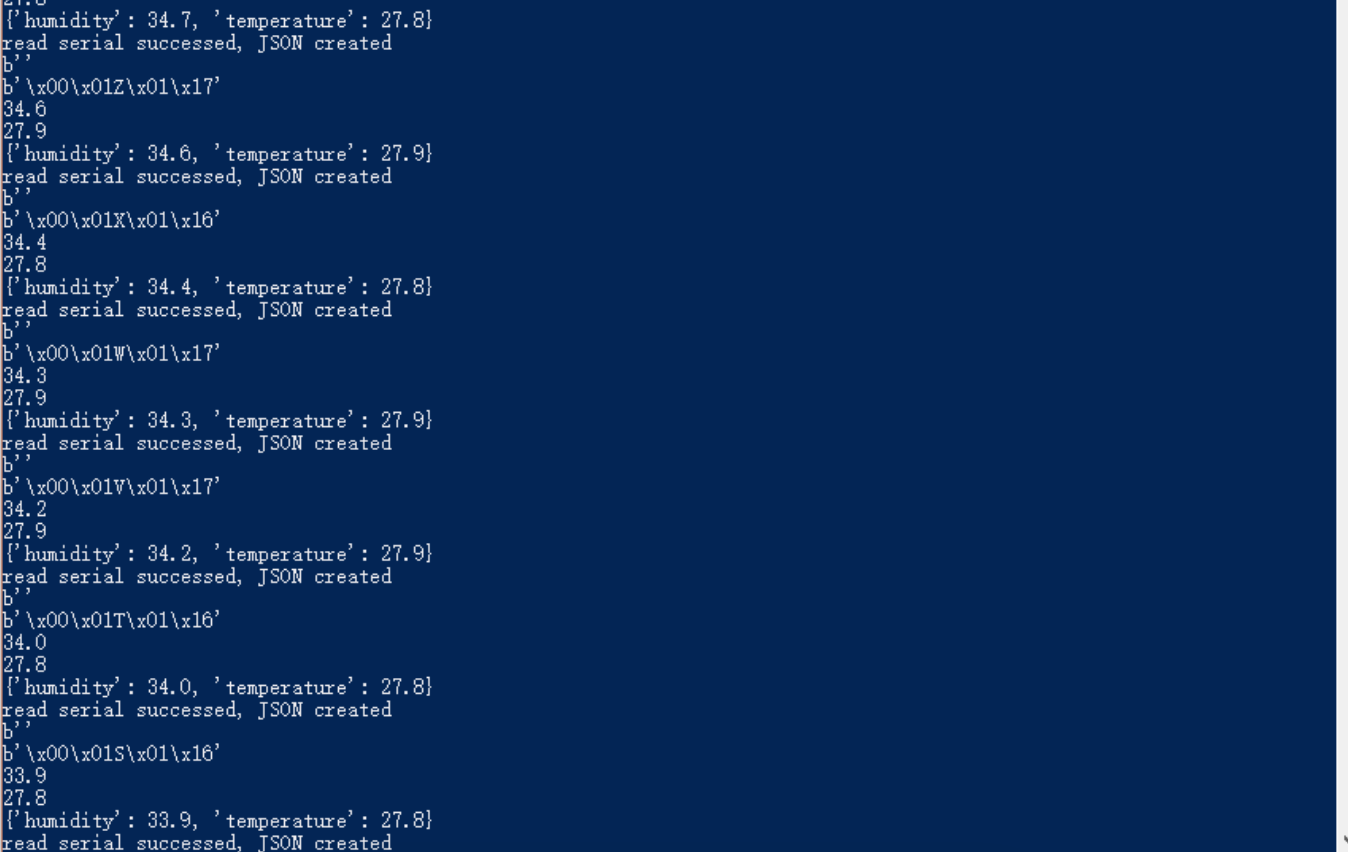 27.8
{'humidity': 34.7, 'temperature': 27.8}
read serial successed, JSON created
b''
b'\x00\x01Z\x01\x17'
34.6
27.9
{'humidity': 34.6, 'temperature': 27.9}
read serial successed, JSON created
b''
b'\x00\x01X\x01\x16'
34.4
27.8
{'humidity': 34.4, 'temperature': 27.8}
read serial successed, JSON created
b''
b'\x00\x01W\x01\x17'
34.3
27.9
{'humidity': 34.3, 'temperature': 27.9}
read serial successed, JSON created
b''
b'\x00\x01V\x01\x17'
34.2
27.9
{'humidity': 34.2, 'temperature': 27.9}
read serial successed, JSON created
b''
b'\x00\x01T\x01\x16'
34.0
27.8
{'humidity': 34.0, 'temperature': 27.8}
read serial successed, JSON created
b''
b'\x00\x01S\x01\x16'
33.9
27.8
{'humidity': 33.9, 'temperature': 27.8}
read serial successed, JSON created